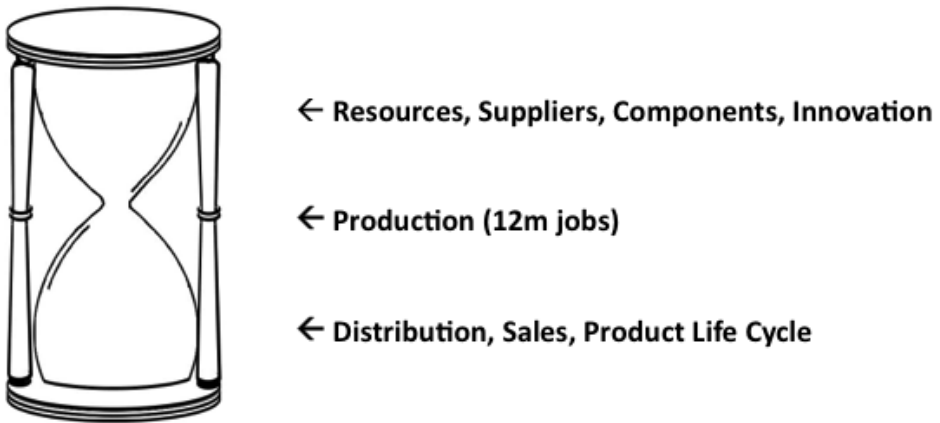 ← Resources, Suppliers, Components, Innovation
← Production (12m jobs)
← Distribution, Sales, Product Life Cycle